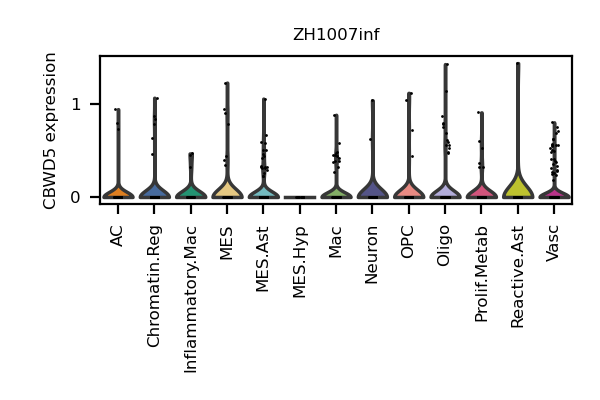 ZH1007inf
CBWD5 expression
1
0
AC
Chromatin.Reg
Inflammatory.Mac
MES
MES.Ast
MES.Hyp
Mac
Neuron
OPC
Oligo
Prolif.Metab
Reactive.Ast
Vasc